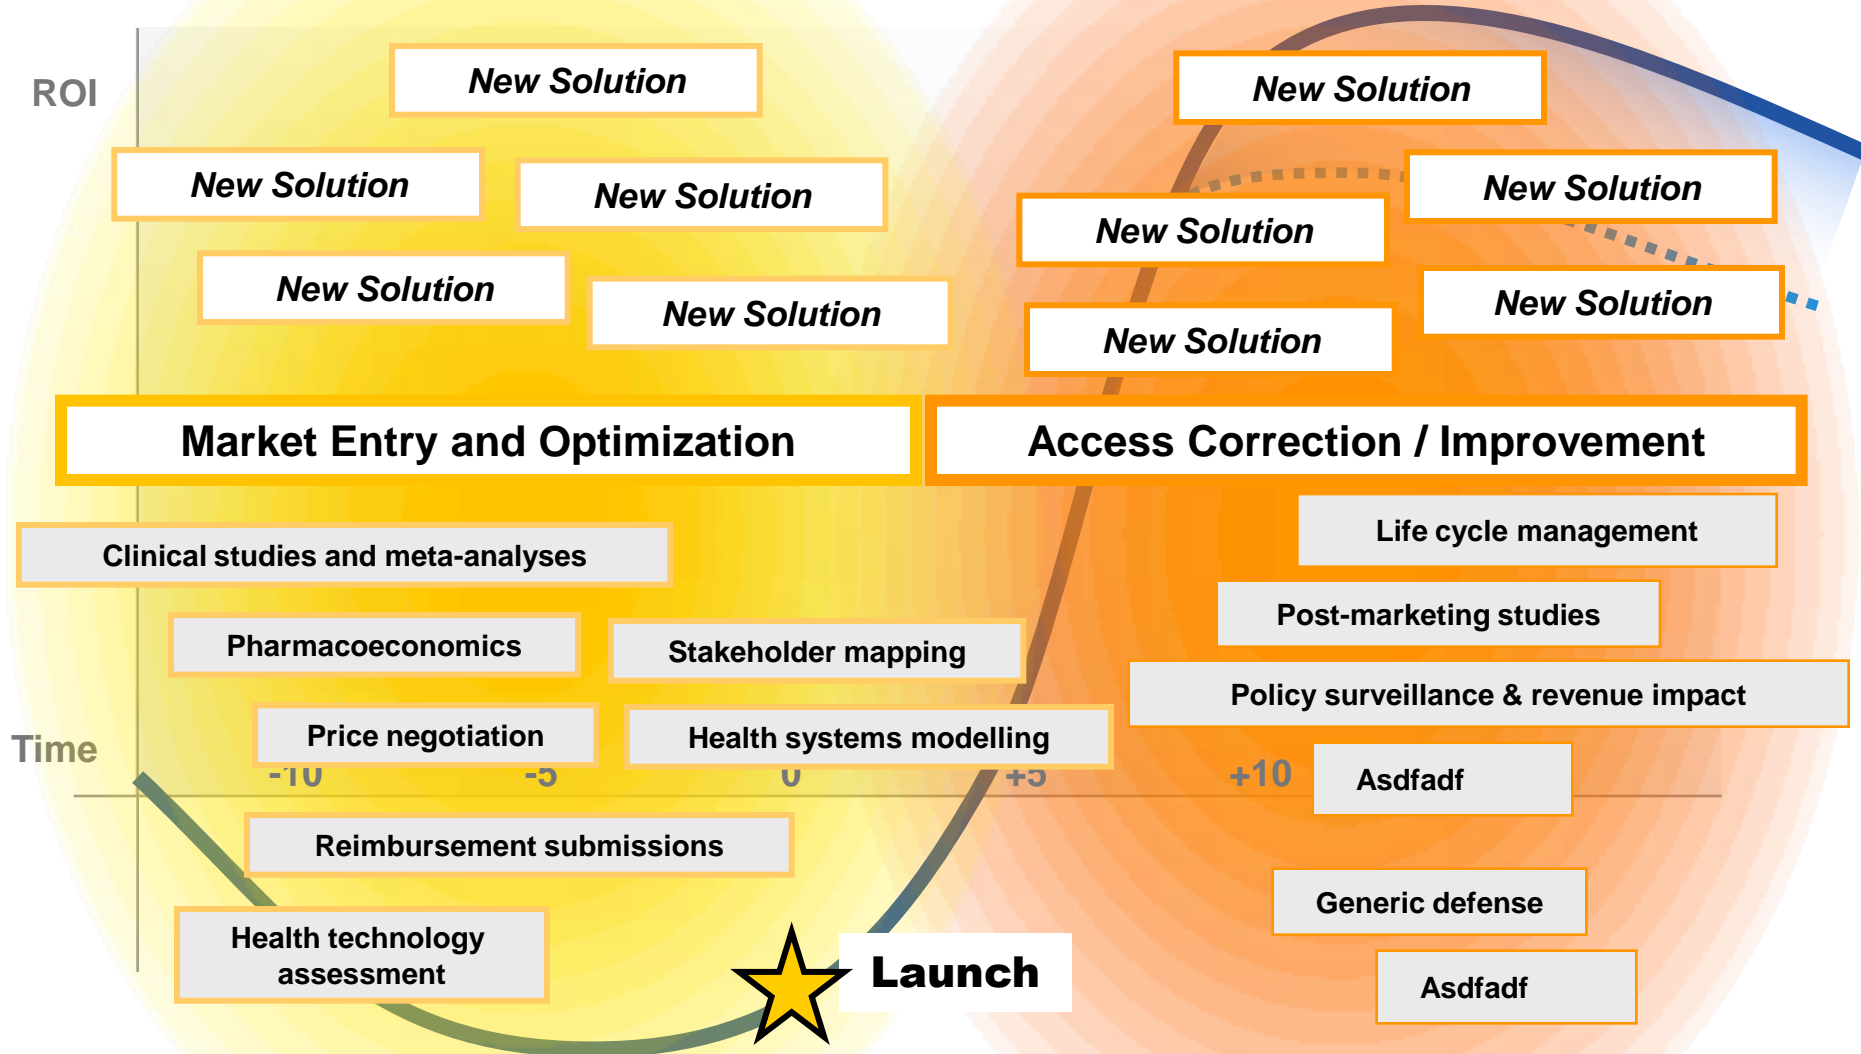 New Solution
New Solution
ROI
New Solution
New Solution
New Solution
New Solution
New Solution
New Solution
New Solution
New Solution
Market Entry and Optimization
Access Correction / Improvement
Life cycle management
Clinical studies and meta-analyses
Post-marketing studies
Pharmacoeconomics
Stakeholder mapping
Policy surveillance & revenue impact
Price negotiation
Health systems modelling
Time
-10
-5
0
+5
+10
Asdfadf
Reimbursement submissions
Generic defense
Health technology
assessment
Launch
Asdfadf